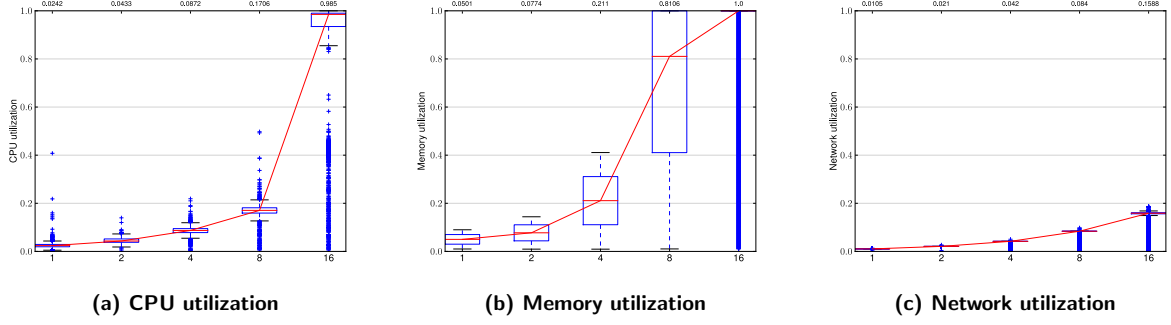 0.0242 0.0433 0.0872 0.1706 0.985
1.0
0.8
0.6
0.4
0.2
0.0
CPU utilization
1 2 4 8 16
(a) CPU utilization
0.0501 0.0774 0.211 0.8106 1.0
1.0
0.8
0.6
0.4
0.2
0.0
Memory utilization
1 2 4 8 16
(b) Memory utilization
0.0105 0.021 0.042 0.084 0.1588
1.0
0.8
0.6
0.4
0.2
0.0
Network utilization
1 2 4 8 16
(c) Network utilization